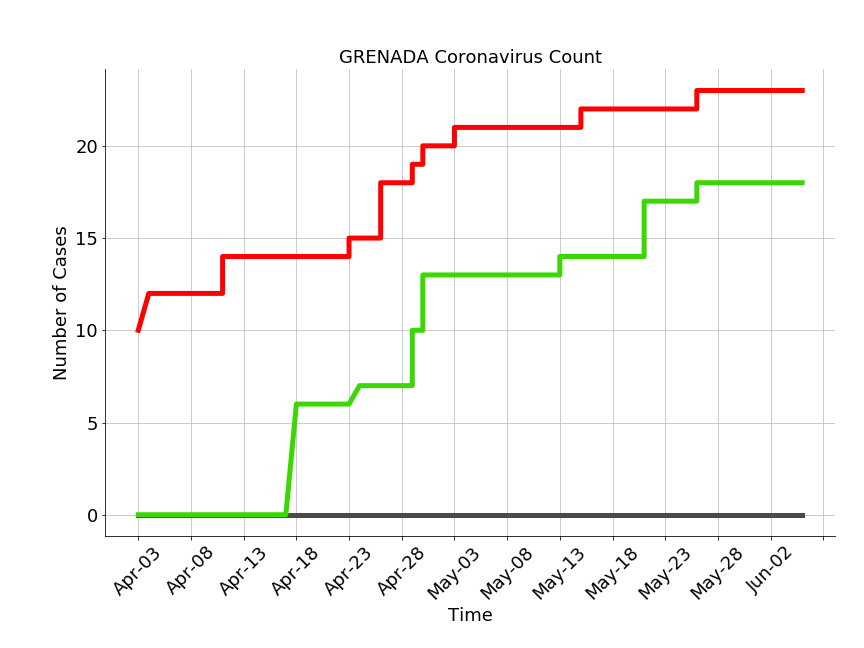 GRENADA Coronavirus Count
Number of Cases
20
15
10
5
0
Apr-03
Apr-08
Apr-13
Apr-18
Apr-23
Apr-28
May-03
May-08
May-13
May-18
May-23
May-28
Jun-02
Time